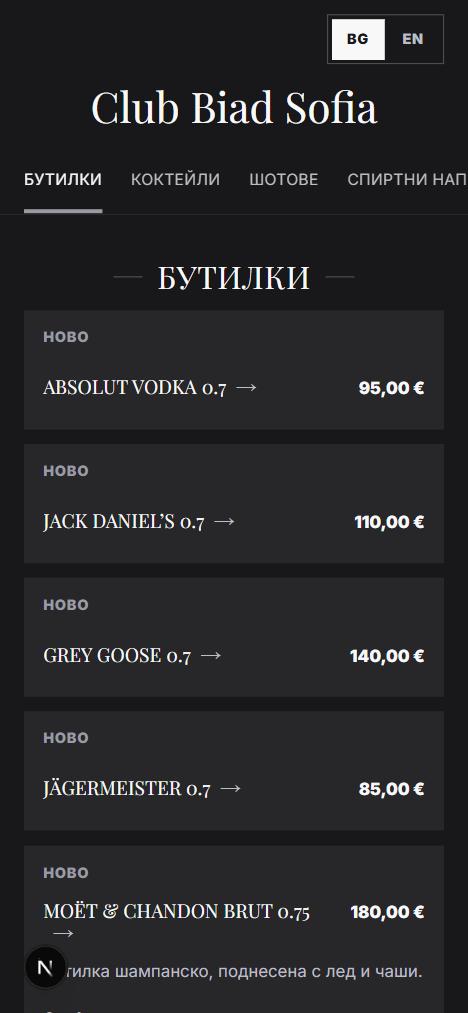 BG EN
Club Biad Sofia
БУТИЛКИ КОКТЕЙЛИ ШОТОВЕ СПИРТНИ НАП
БУТИЛКИ
НОВО
ABSOLUT VODKA 0.7 → 95,00 €
НОВО
JACK DANIEL’S 0.7 → 110,00 €
НОВО
GREY GOOSE 0.7 → 140,00 €
НОВО
JÄGERMEISTER 0.7 → 85,00 €
НОВО
MOËT & CHANDON BRUT 0.75 180,00 €
→
N
шампанско, поднесена с лед и чаши.